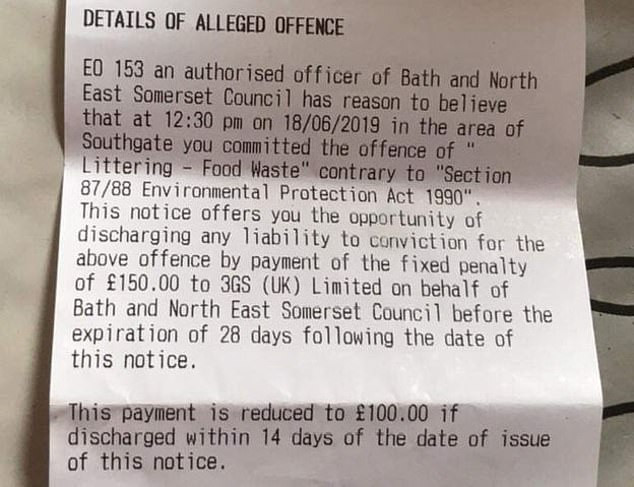 DETAILS OF ALLEGED OFFENCE
EO 153 an authorised officer of Bath and North
East Somerset Council has reason to believe
that at 12:30 pm on 18/06/2019 in the area of
Southgate you committed the offence of "
Littering - Food Waste" contrary to "Section
87/88 Environmental Protection Act 1990".
This notice offers you the opportunity of
discharging any liability to conviction for the
above offence by payment of the fixed penalty
of £150.00 to 3GS (UK) Limited on behalf of
Bath and North East Somerset Council before the
expiration of 28 days following the date of
this notice.
This payment is reduced to £100.00 if
discharged within 14 days of the date of issue
of this notice.